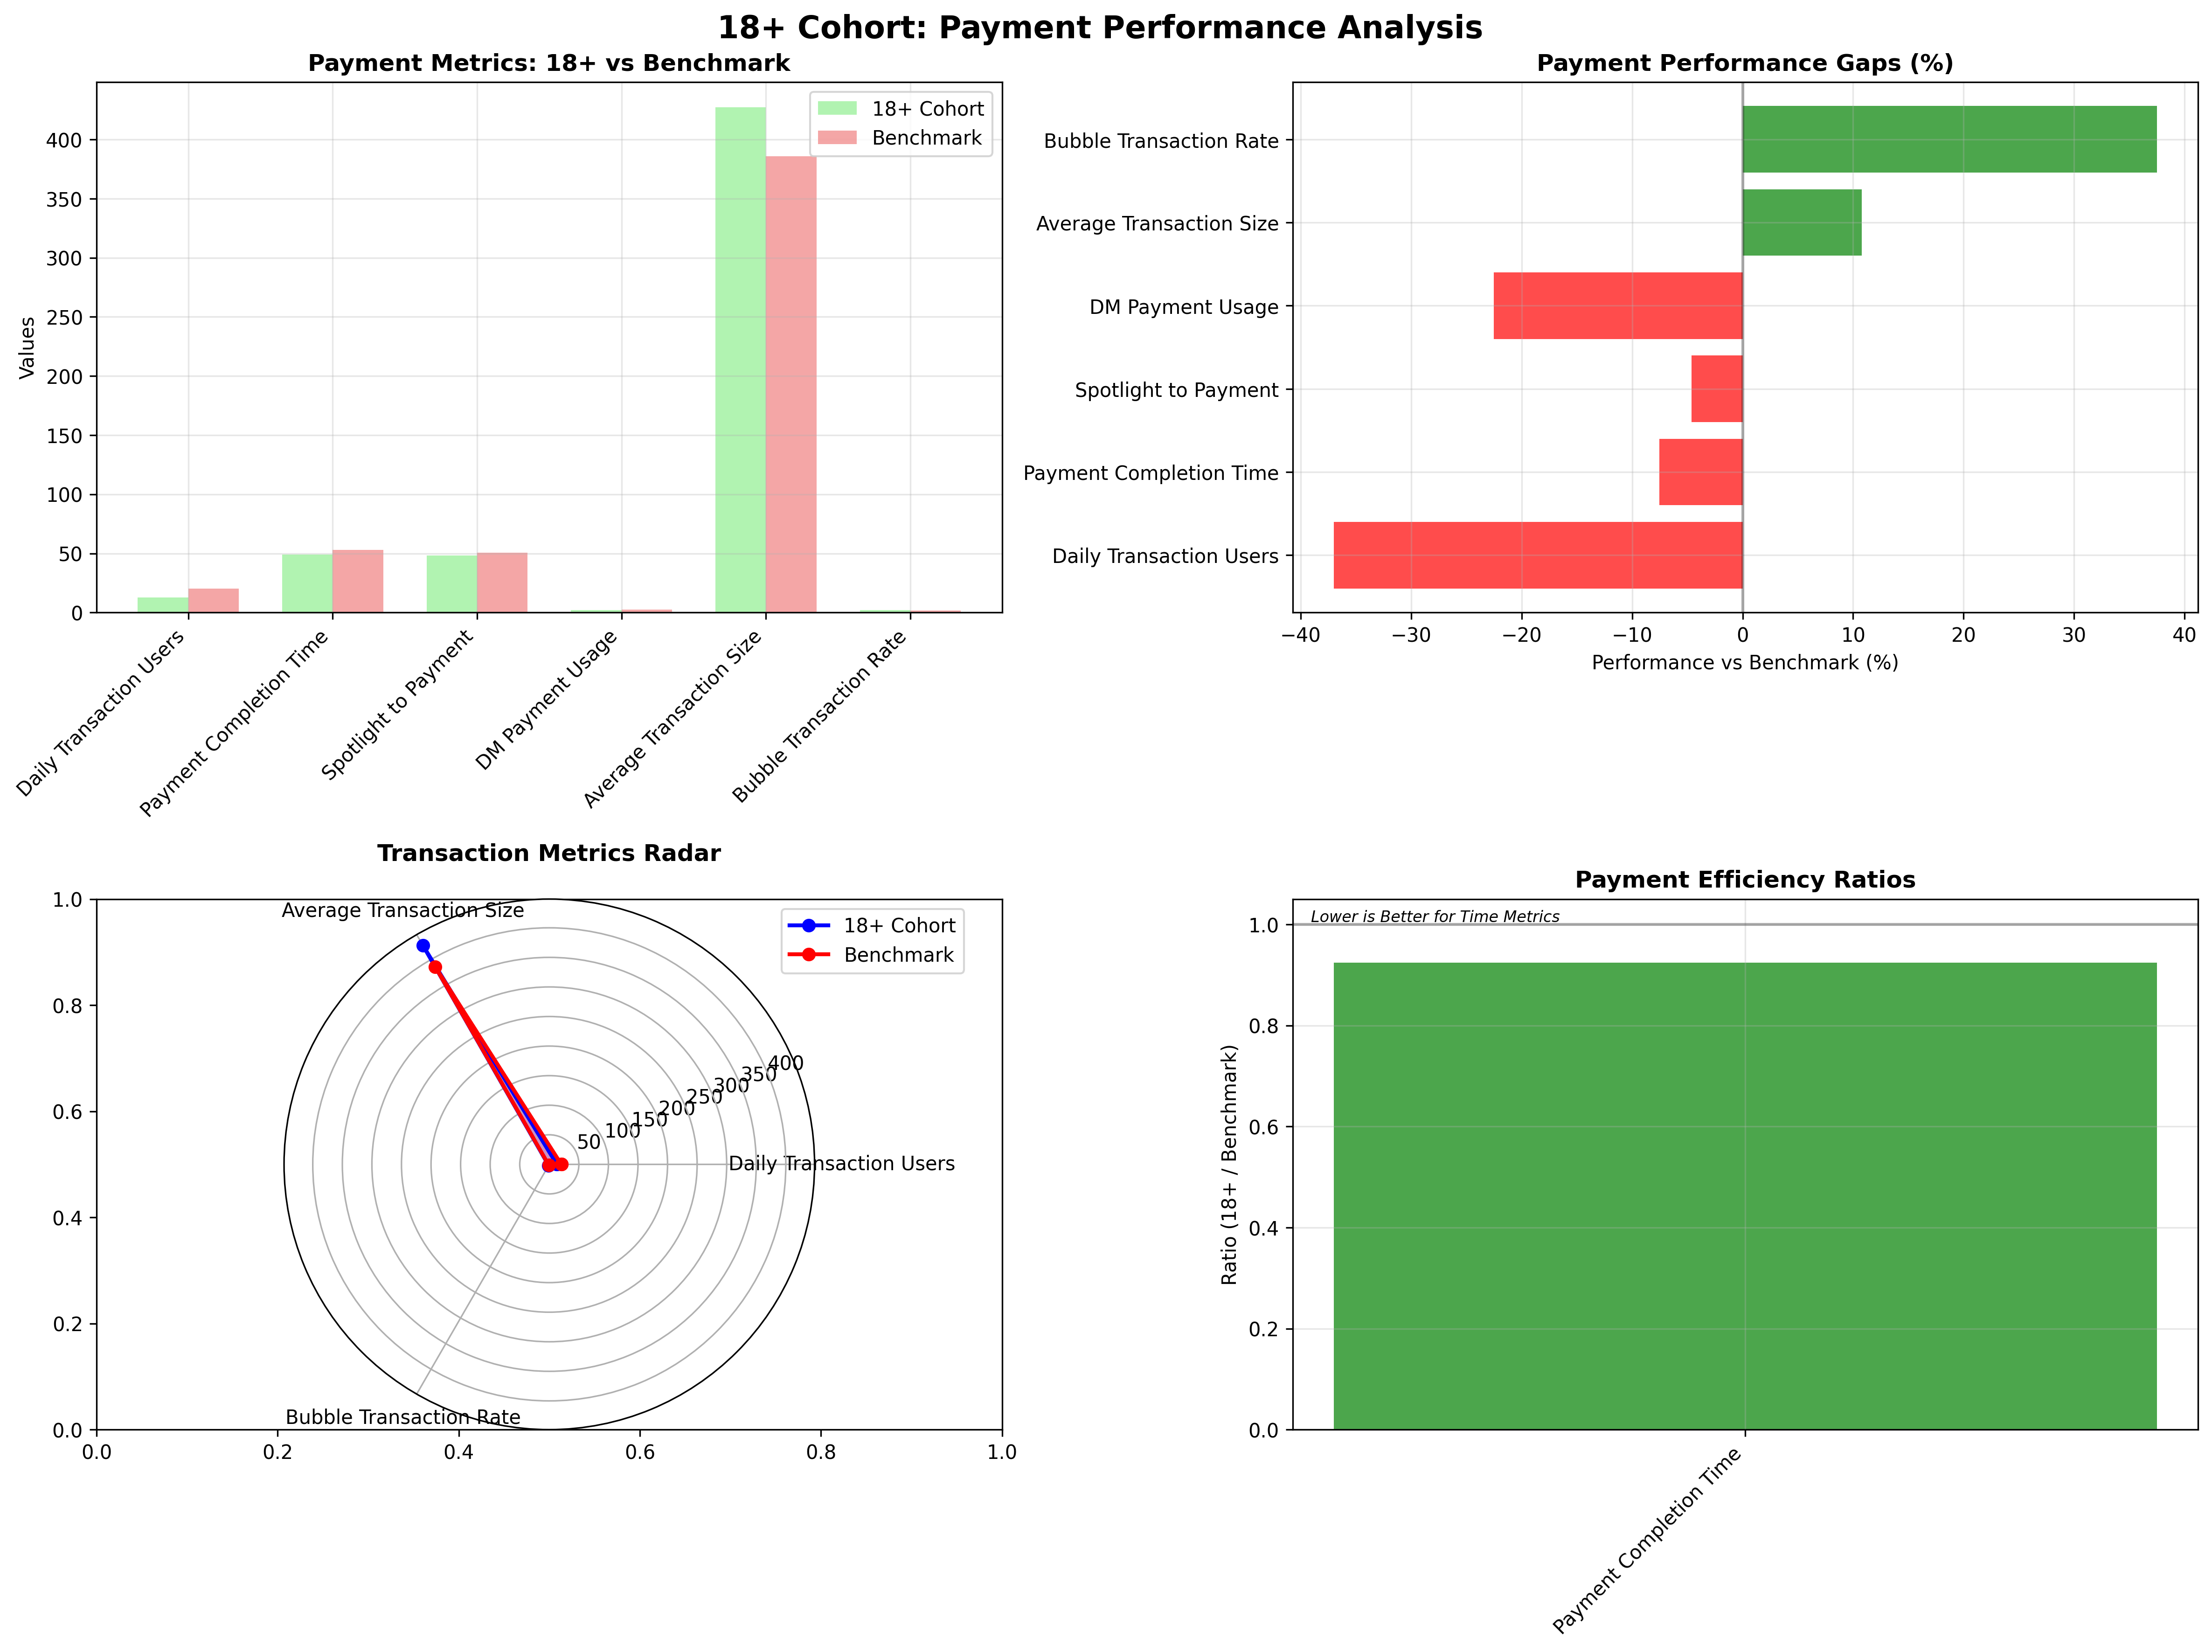 18+ Cohort: Payment Performance Analysis
Payment Metrics: 18+ vs Benchmark
18+ Cohort
Benchmark
Values
400
350
300
250
200
150
100
50
0
Daily Transaction Users
Payment Completion Time
Spotlight to Payment
DM Payment Usage
Average Transaction Size
Bubble Transaction Rate
Payment Performance Gaps (%)
Bubble Transaction Rate
Average Transaction Size
DM Payment Usage
Spotlight to Payment
Payment Completion Time
Daily Transaction Users
−40 −30 −20 −10 0 10 20 30 40
Performance vs Benchmark (%)
Transaction Metrics Radar
18+ Cohort
Benchmark
1.0
0.8
0.6
0.4
0.2
0.0
Average Transaction Size
400
350
300
250
200
150
100
50
Daily Transaction Users
Bubble Transaction Rate
0.0 0.2 0.4 0.6 0.8 1.0
Payment Efficiency Ratios
Lower is Better for Time Metrics
Ratio (18+ / Benchmark)
1.0
0.8
0.6
0.4
0.2
0.0
Payment Completion Time